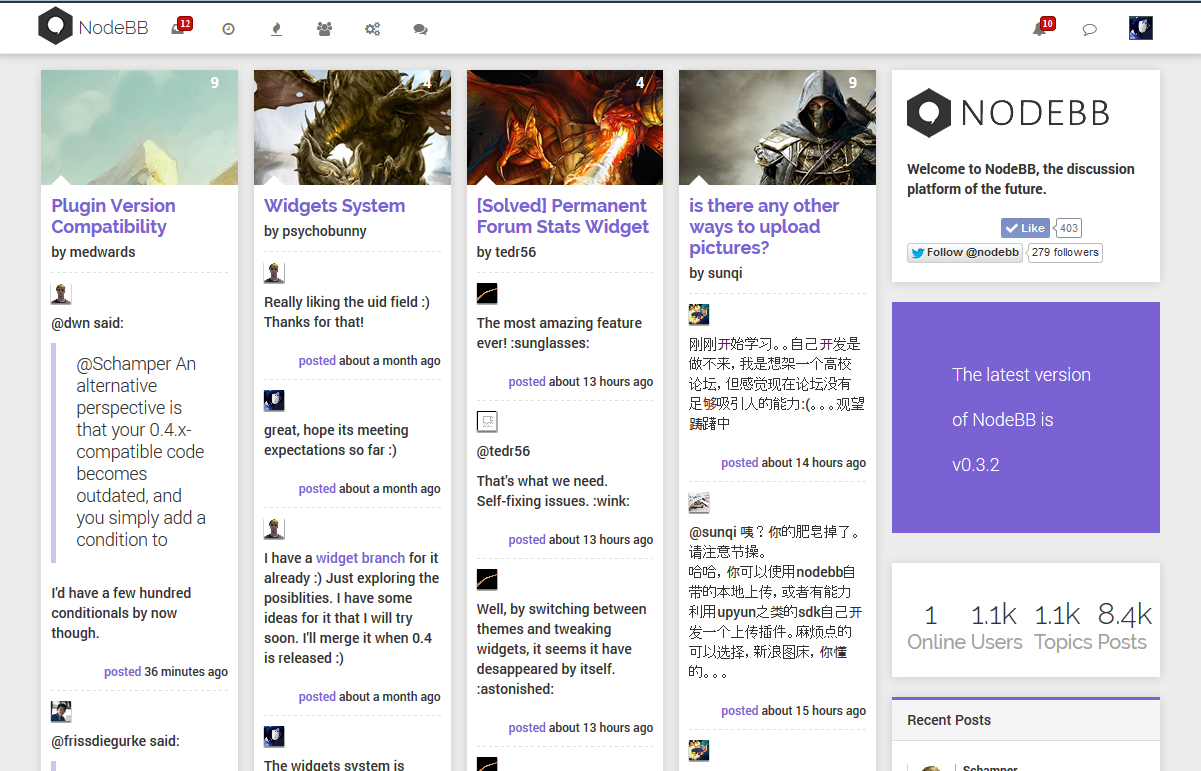 NodeBB
12
10
9
Plugin Version
Compatibility
by medwards
@dwn said:
@Schamper An
alternative
perspective is
that your 0.4.x-
compatible code
becomes
outdated, and
you simply add a
condition to
I'd have a few hundred
conditionals by now
though.
posted 36 minutes ago
@frissdiegurke said:
4
Widgets System
by psychobunny
Really liking the uid field :)
Thanks for that!
posted about a month ago
great, hope its meeting
expectations so far :)
posted about a month ago
I have a widget branch for it
already :) Just exploring the
posiblities. I have some
ideas for it that I will try
soon. I'll merge it when 0.4
is released :)
posted about a month ago
The widgets system is
4
[Solved] Permanent
Forum Stats Widget
by tedr56
The most amazing feature
ever! :sunglasses:
posted about 13 hours ago
@tedr56
That's what we need.
Self-fixing issues. :wink:
posted about 13 hours ago
Well, by switching between
themes and tweaking
widgets, it seems it have
desappeared by itself.
:astonished:
posted about 13 hours ago
9
is there any other
ways to upload
pictures?
by sunqi
刚刚开始学习。。自己开发是
做不来, 我是想架一个高校
论坛, 但感觉现在论坛没有
足够吸引人的能力:(。。。观望
踌躇中
posted about 14 hours ago
@sunqi 咦？你的肥皂掉了。
请注意节操。
哈哈, 你可以使用nodebb自
带的本地上传, 或者有能力
利用upyun之类的sdk自己开
发一个上传插件。麻烦点的
可以选择, 新浪图床, 你懂
的。。。
posted about 15 hours ago
NODEBB
Welcome to NodeBB, the discussion
platform of the future.
Like 403
Follow @nodebb 279 followers
The latest version
of NodeBB is
v0.3.2
1 1.1k 1.1k 8.4k
Online Users Topics Posts
Recent Posts
Schamper